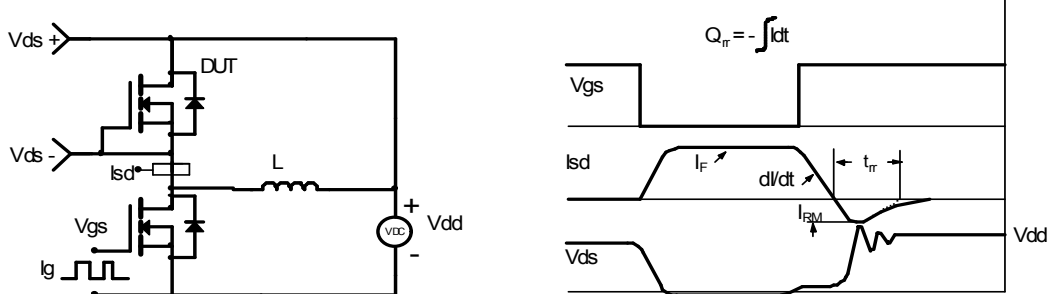 Vds +
DUT
Vds -
Isd
L
Vgs
Ig
+
VDC
-
Vdd
Qrr = - ∫Idt
Vgs
Isd
IF
dI/dt
trr
IRM
Vds
Vdd